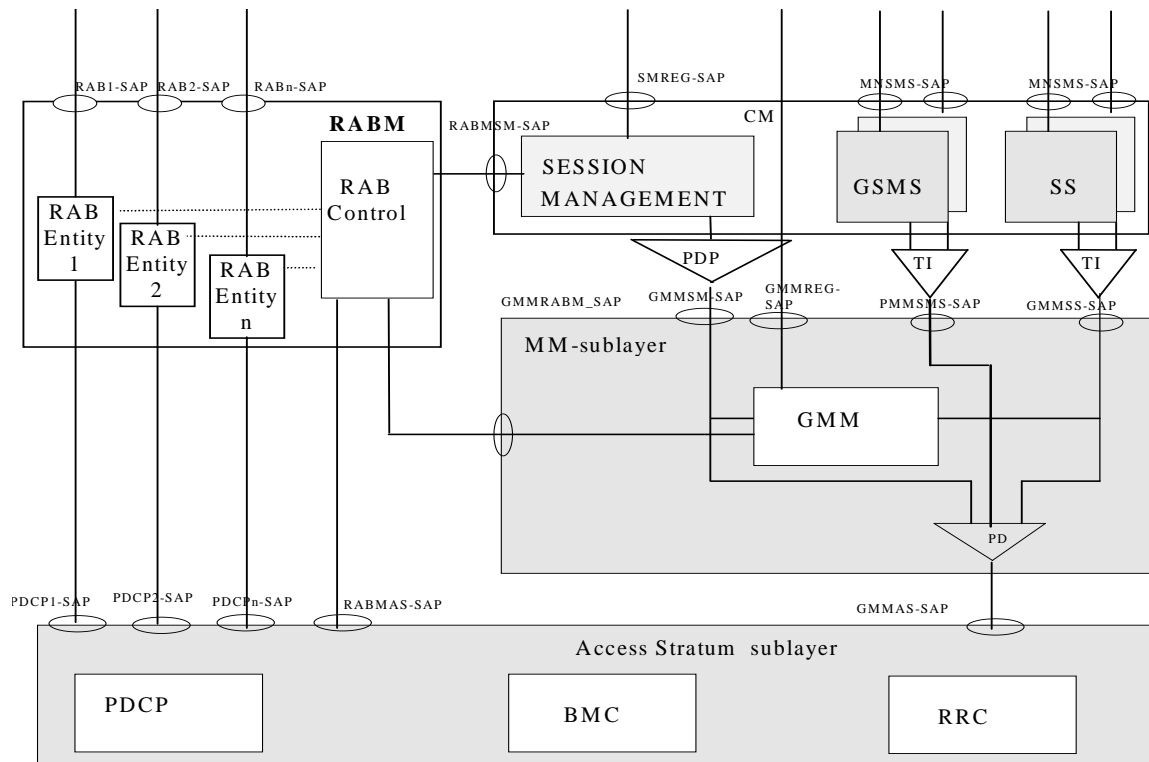 RAB1-SAP
RAB2-SAP
RABn-SAP
SMREG-SAP
MNSMS-SAP
MNSMS-SAP
RABM
RABMSM-SAP
CM
RAB
Control
SESSION
MANAGEMENT
GSMS
SS
RAB
Entity
1
RAB
Entity
2
RAB
Entity
n
PDP
TI
TI
GMMRABM_SAP
GMMSM-SAP
GMMREG-
SAP
PMMSMS-SAP
GMMSS-SAP
MM-sublayer
GMM
PD
PDCP1-SAP
PDCP2-SAP
PDCPn-SAP
RABMAS-SAP
GMMAS-SAP
Access Stratum sublayer
PDCP
BMC
RRC